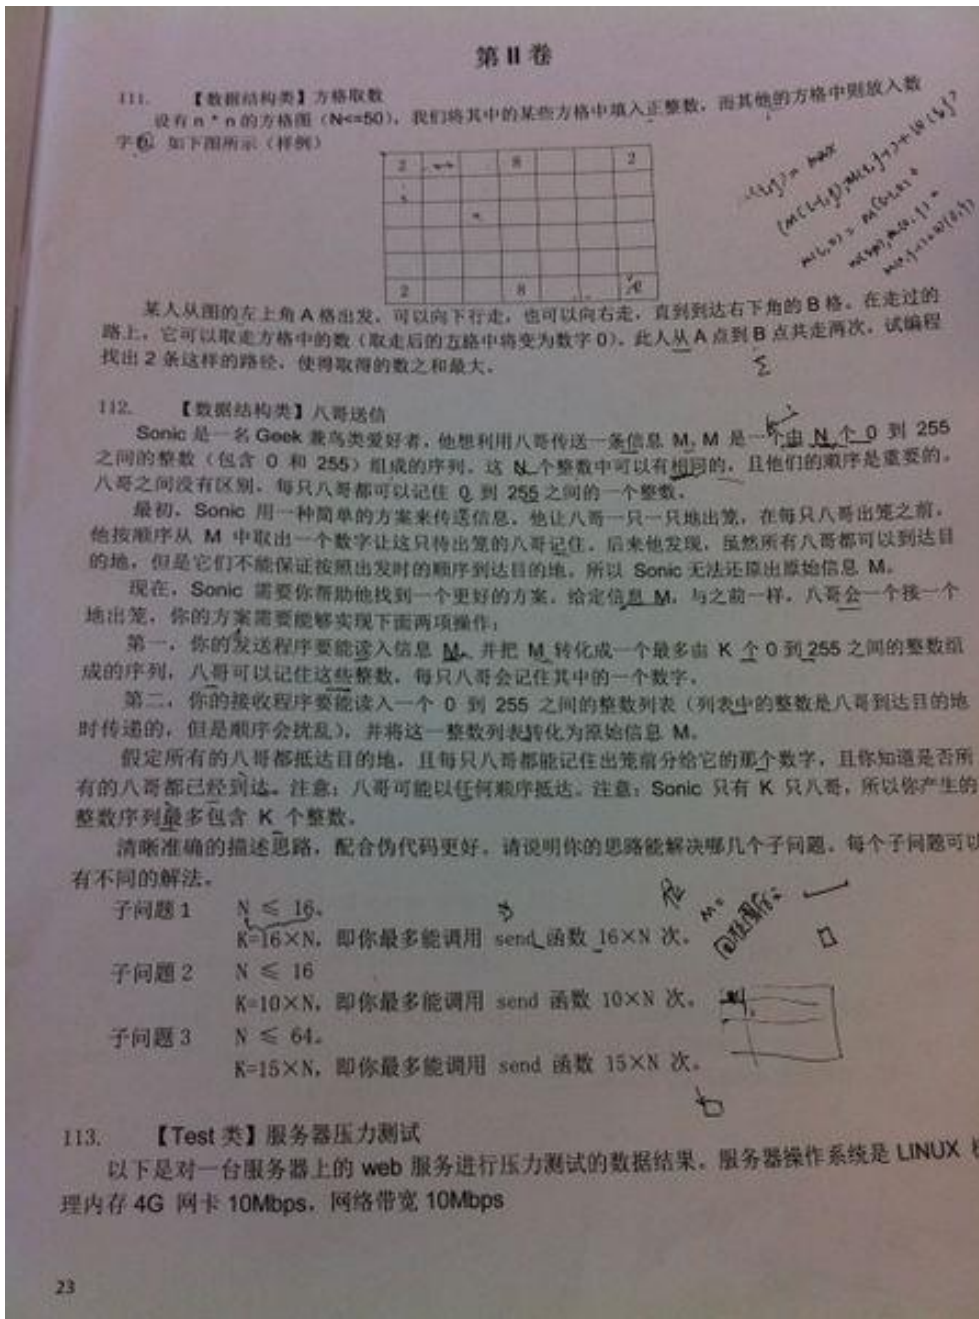 第 II 卷
111. 【数据结构类】方格取数
设有 n * n 的方格图（N<=50），我们将其中的某些方格中填入正整数，而其他的方格中则放入数
字 0。如下图所示（样例）
2 8 2
2 8
某人从图的左上角 A 格出发，可以向下行走，也可以向右走，直到到达右下角的 B 格。在走过的
路上，它可以取走方格中的数（取走后的方格中将变为数字 0）。此人从 A 点到 B 点共走两次，试编程
找出 2 条这样的路径，使得取得的数之和最大。
112. 【数据结构类】八哥送信
Sonic 是一名 Geek 兼鸟类爱好者，他想利用八哥传送一条信息 M。M 是一个由 N 个 0 到 255
之间的整数（包含 0 和 255）组成的序列。这 N 个整数中可以有相同的，且他们的顺序是重要的。
八哥之间没有区别，每只八哥都可以记住 0 到 255 之间的一个整数。
最初，Sonic 用一种简单的方案来传送信息，他让八哥一只一只地出笼，在每只八哥出笼之前，
他按顺序从 M 中取出一个数字让这只待出笼的八哥记住。后来他发现，虽然所有八哥都可以到达目
的地，但是它们不能保证按照出发时的顺序到达目的地，所以 Sonic 无法还原出原始信息 M。
现在，Sonic 需要你帮助他找到一个更好的方案。给定信息 M，与之前一样，八哥会一个接一个
地出笼，你的方案需要能够实现下面两项操作：
第一，你的发送程序要能读入信息 M，并把 M 转化成一个最多由 K 个 0 到 255 之间的整数组
成的序列，八哥可以记住这些整数，每只八哥会记住其中的一个数字。
第二，你的接收程序要能读入一个 0 到 255 之间的整数列表（列表中的整数是八哥到达目的地
时传递的，但是顺序会扰乱），并将这一整数列表转化为原始信息 M。
假定所有的八哥都抵达目的地，且每只八哥都能记住出笼前分给它的那个数字，且你知道是否所
有的八哥都已经到达。注意：八哥可能以任何顺序抵达。注意：Sonic 只有 K 只八哥，所以你产生的
整数序列最多包含 K 个整数。
清晰准确的描述思路，配合伪代码更好。请说明你的思路能解决哪几个子问题。每个子问题可以
有不同的解法。
子问题 1 N ≤ 16。
K=16×N，即你最多能调用 send 函数 16×N 次。
子问题 2 N ≤ 16
K=10×N，即你最多能调用 send 函数 10×N 次。
子问题 3 N ≤ 64。
K=15×N，即你最多能调用 send 函数 15×N 次。
113. 【Test 类】服务器压力测试
以下是对一台服务器上的 web 服务进行压力测试的数据结果。服务器操作系统是 LINUX
理内存 4G 网卡 10Mbps，网络带宽 10Mbps
23